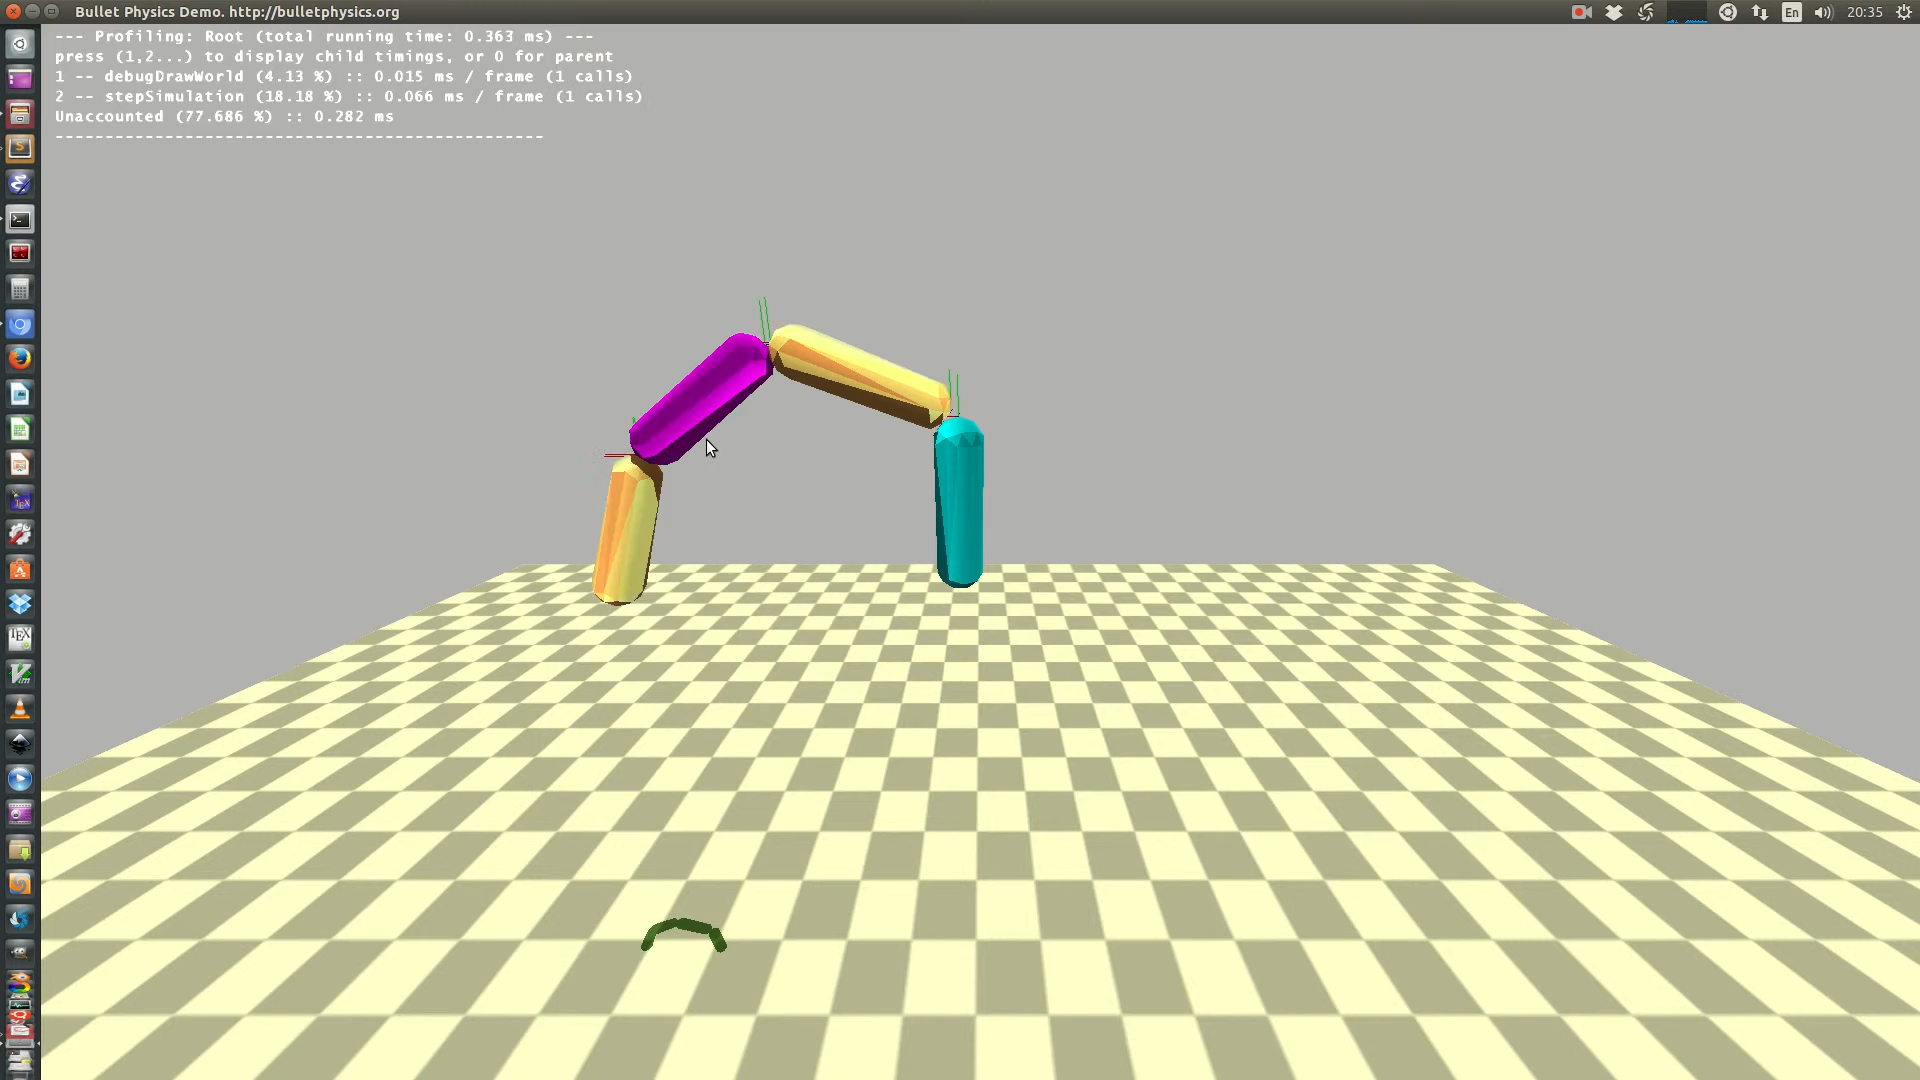 Bullet Physics Demo. http://bulletphysics.org
En
20:35
--- Profiling: Root (total running time: 0.363 ms) ---
press (1,2...) to display child timings, or 0 for parent
1 -- debugDrawWorld (4.13 %) :: 0.015 ms / frame (1 calls)
2 -- stepSimulation (18.18 %) :: 0.066 ms / frame (1 calls)
Unaccounted (77.686 %) :: 0.282 ms
-------------------------------------------------